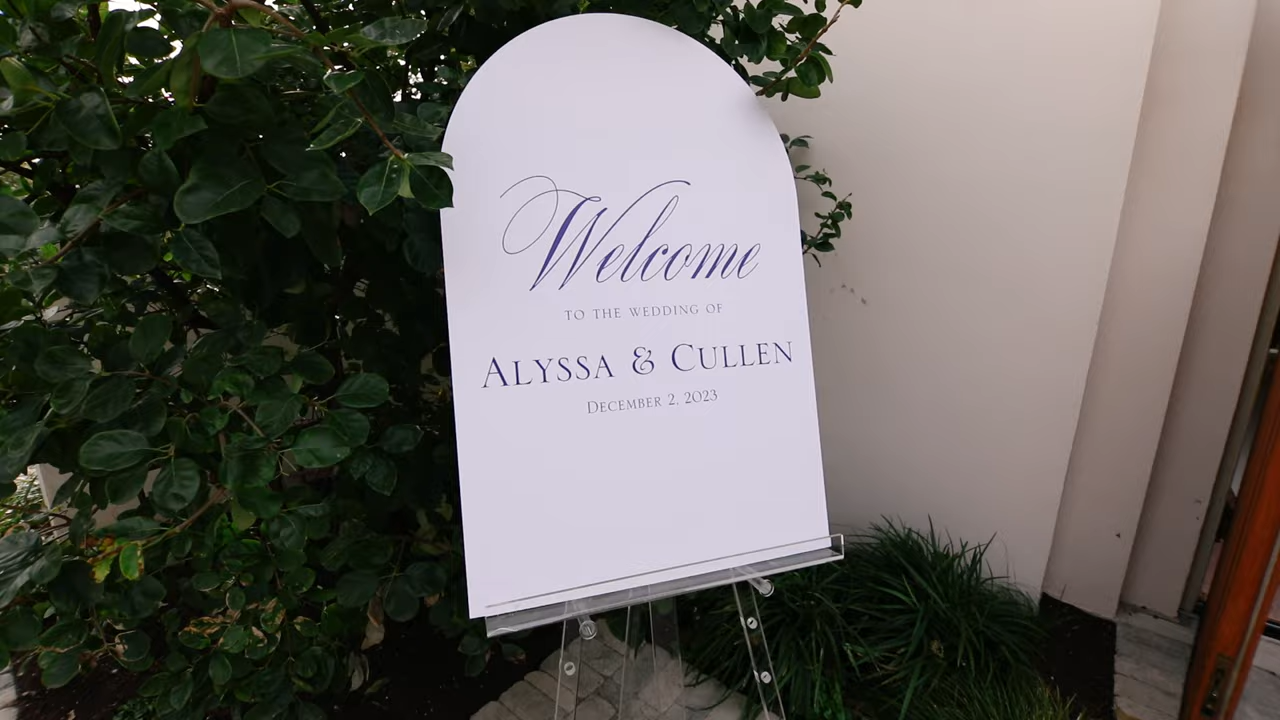 Welcome
TO THE WEDDING OF
ALYSSA & CULLEN
DECEMBER 2, 2023